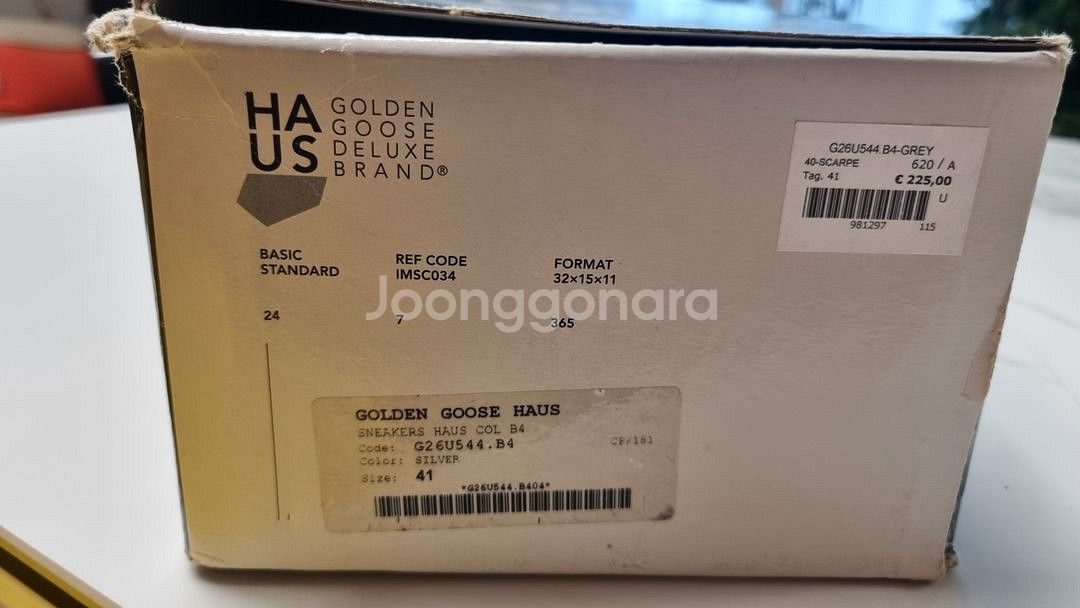 HA
US
GOLDEN
GOOSE
DELUXE
BRAND®
G26U544.B4-GREY
40-SCARPE 620 / A
Tag. 41 € 225,00
U
981297 115
BASIC
STANDARD
24
REF CODE
IMSC034
7
FORMAT
32×15×11
365
Joonggonara
GOLDEN GOOSE HAUS
SNEAKERS HAUS COL B4
Code: G26U544.B4 CP/181
Color: SILVER
Size: 41
*G26U544.B404*